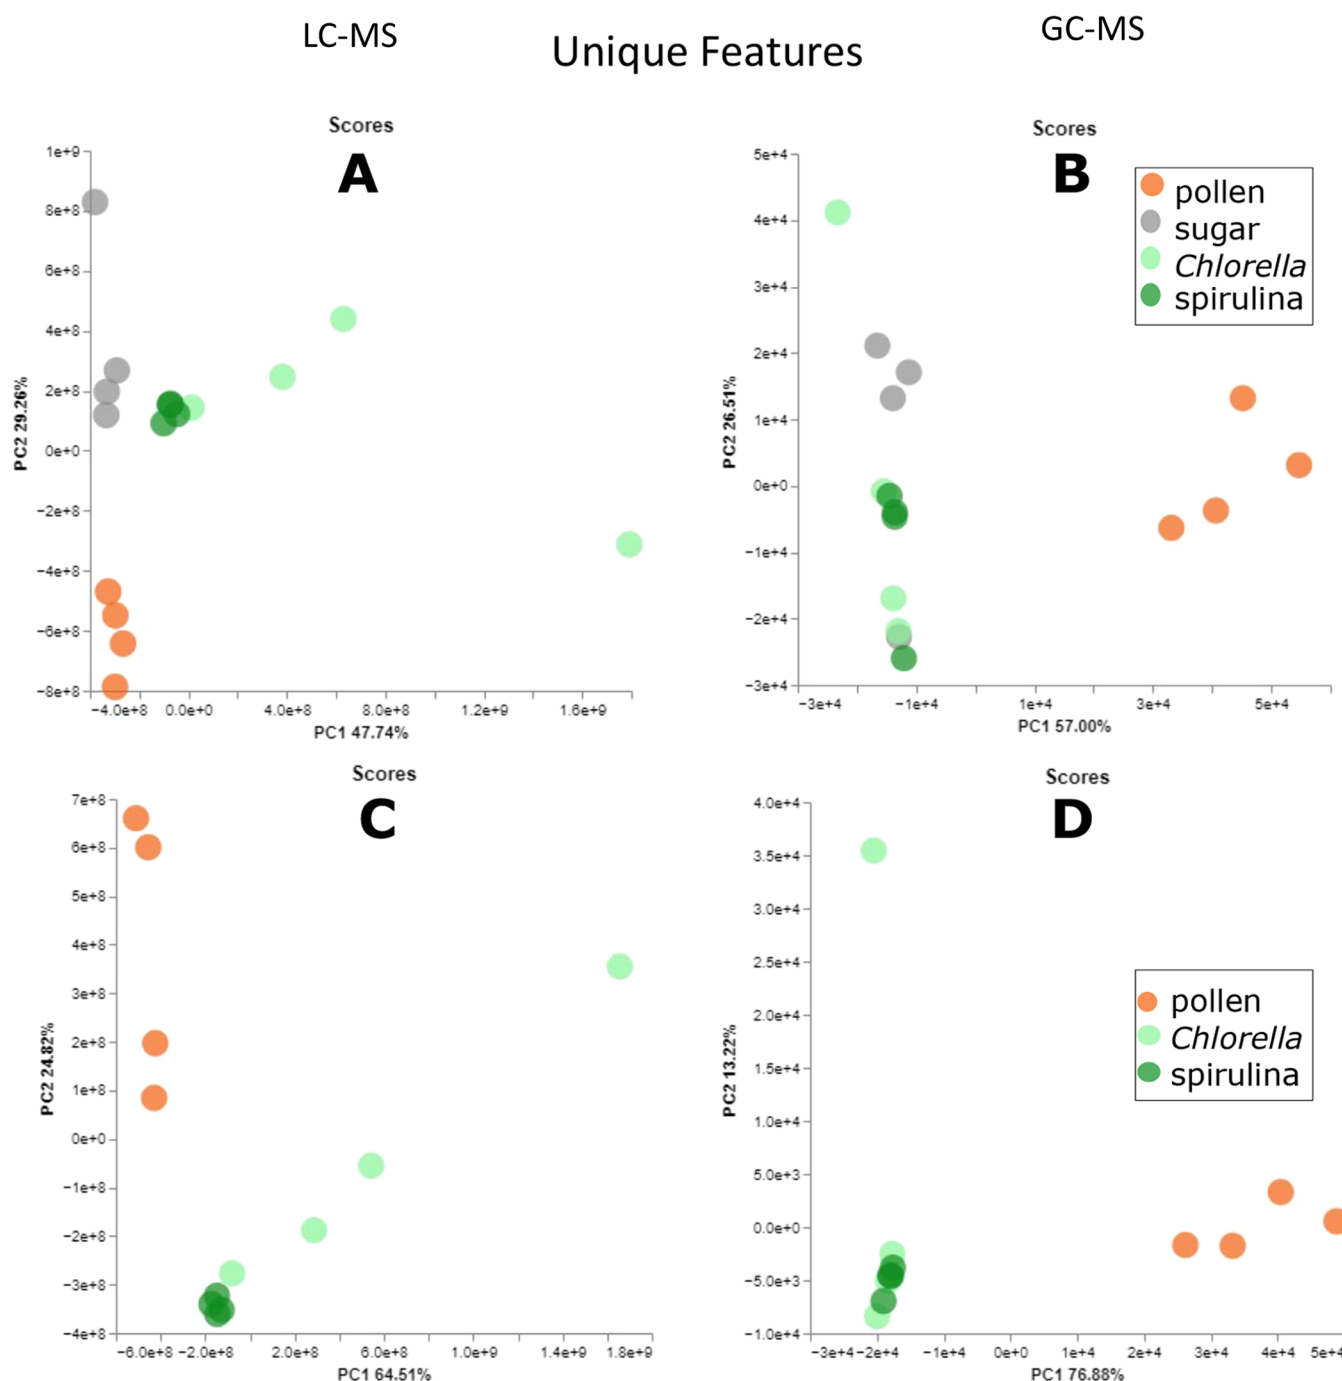 LC-MS
GC-MS
Unique Features
Scores
A
1e+9
8e+8
6e+8
4e+8
2e+8
0e+0
−2e+8
−4e+8
−6e+8
−8e+8
PC2 29.26%
−4.0e+8 0.0e+0 4.0e+8 8.0e+8 1.2e+9 1.6e+9
PC1 47.74%
Scores
B
pollen
sugar
Chlorella
spirulina
5e+4
4e+4
3e+4
2e+4
1e+4
0e+0
−1e+4
−2e+4
−3e+4
PC2 26.51%
−3e+4 −1e+4 1e+4 3e+4 5e+4
PC1 57.00%
Scores
C
7e+8
6e+8
5e+8
4e+8
3e+8
2e+8
1e+8
0e+0
−1e+8
−2e+8
−3e+8
−4e+8
PC2 24.82%
−6.0e+8 −2.0e+8 2.0e+8 6.0e+8 1.0e+9 1.4e+9 1.8e+9
PC1 64.51%
Scores
D
pollen
Chlorella
spirulina
4.0e+4
3.5e+4
3.0e+4
2.5e+4
2.0e+4
1.5e+4
1.0e+4
5.0e+3
0.0e+0
−5.0e+3
−1.0e+4
PC2 13.22%
−3e+4 −2e+4 −1e+4 0e+0 1e+4 2e+4 3e+4 4e+4 5e+4
PC1 76.88%